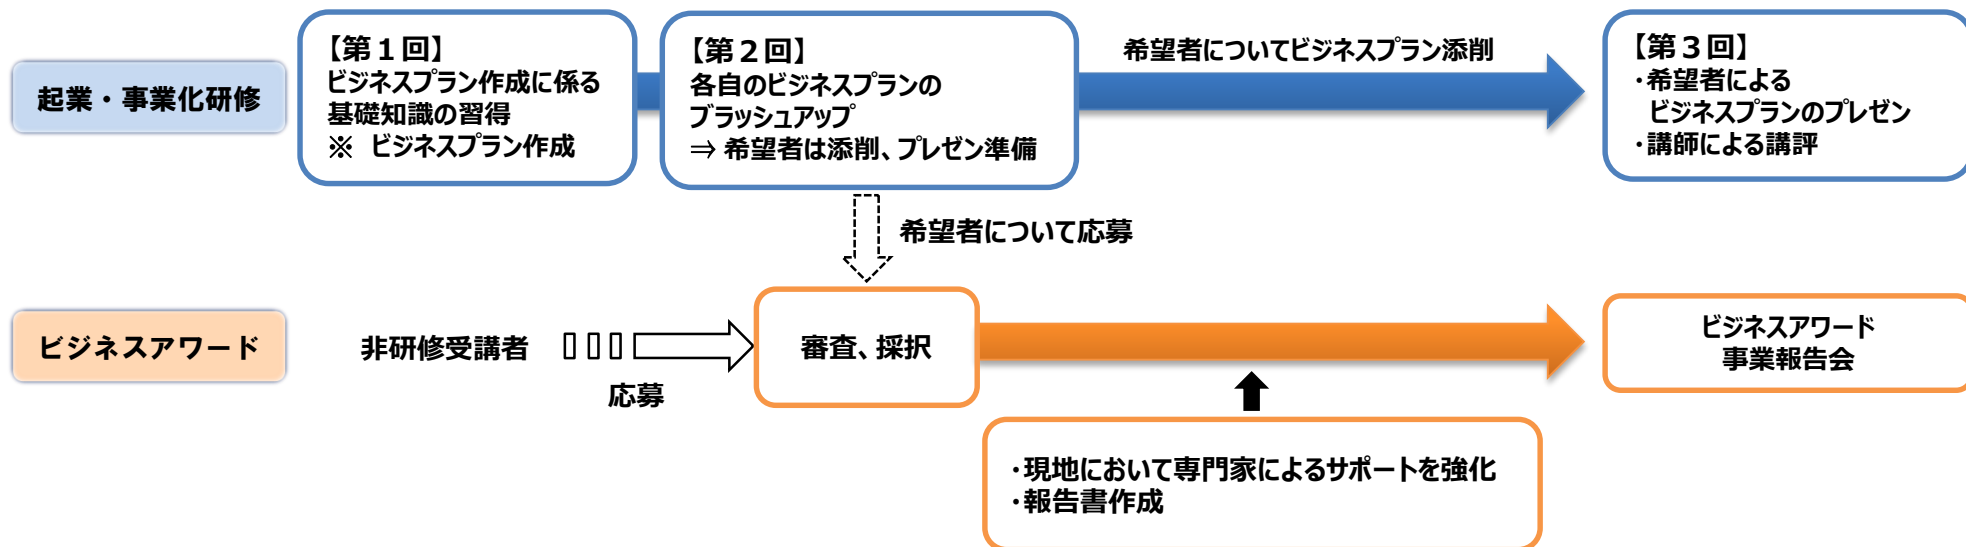 起業・事業化研修
【第１回】
ビジネスプラン作成に係る
基礎知識の習得
※ ビジネスプラン作成
【第２回】
各自のビジネスプランの
ブラッシュアップ
⇒ 希望者は添削、プレゼン準備
希望者についてビジネスプラン添削
【第３回】
・希望者による
ビジネスプランのプレゼン
・講師による講評
希望者について応募
ビジネスアワード
非研修受講者
応募
審査、採択
ビジネスアワード
事業報告会
・現地において専門家によるサポートを強化
・報告書作成